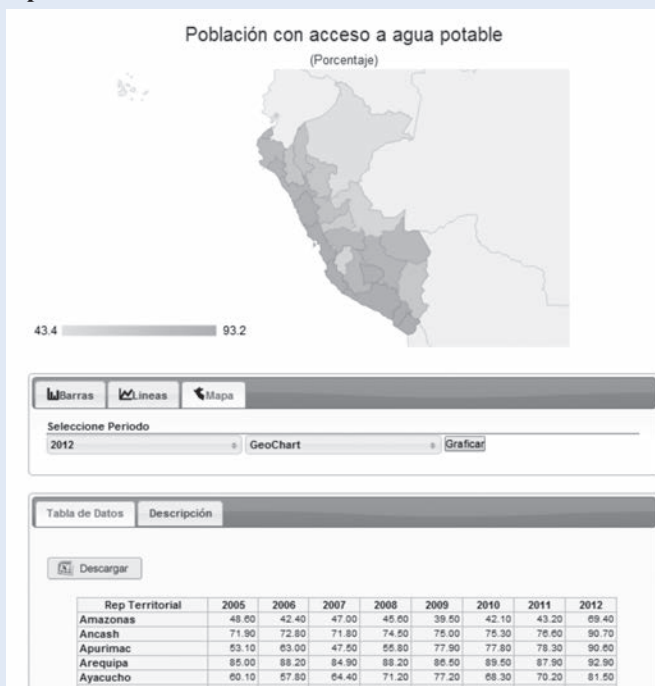 Población con acceso a agua potable
(Porcentaje)
43.4 93.2
Barras Lineas Mapa
Seleccione Periodo
2012 GeoChart Graficar
Tabla de Datos Descripción
Descargar
Rep Territorial 2005 2006 2007 2008 2009 2010 2011 2012
Amazonas 48.60 42.40 47.00 45.60 39.50 42.10 43.20 69.40
Ancash 71.90 72.80 71.80 74.50 75.00 75.30 76.60 90.70
Apurimac 53.10 63.00 47.50 55.80 77.90 77.80 78.30 90.60
Arequipa 85.00 88.20 84.90 88.20 86.50 89.50 87.90 92.90
Ayacucho 60.10 57.80 64.40 71.20 77.20 68.30 70.20 81.50